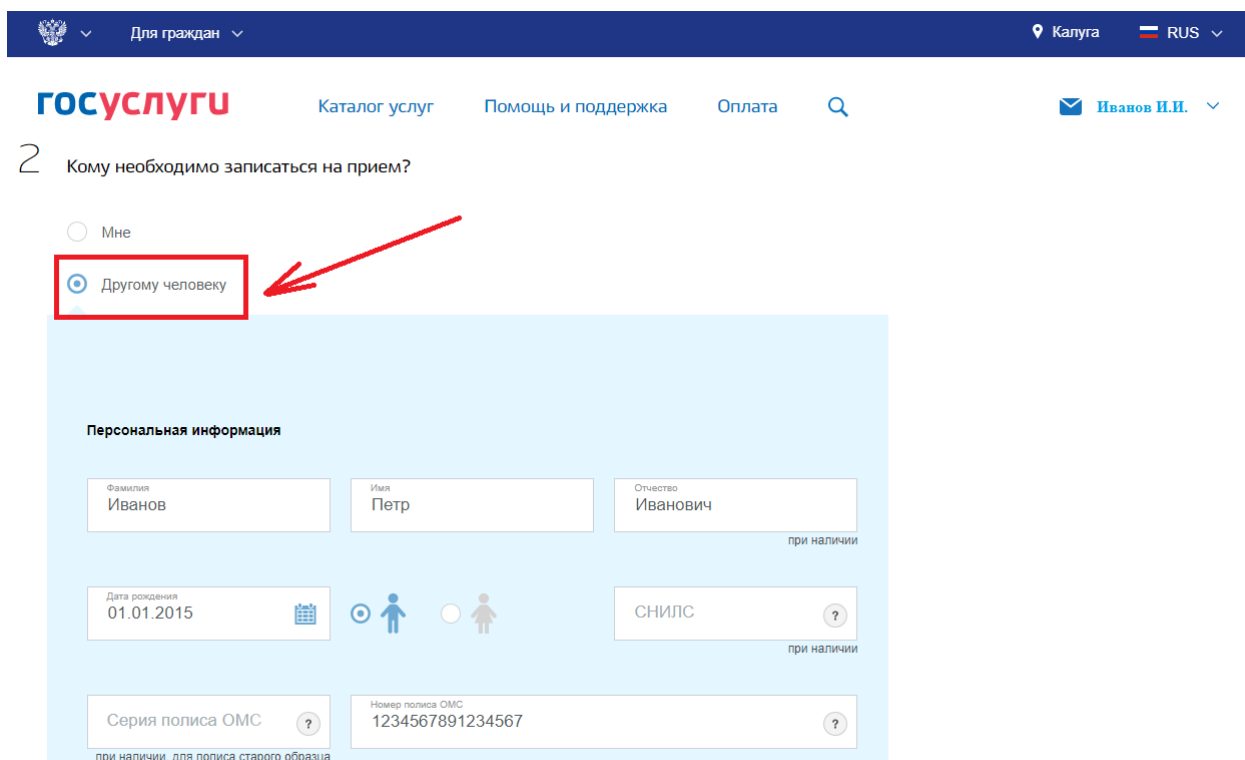 Для граждан
Калуга
RUS
госуслуги
Каталог услуг
Помощь и поддержка
Оплата
Иванов И.И.
2
Кому необходимо записаться на прием?
Мне
Другому человеку
Персональная информация
Фамилия
Иванов
Имя
Петр
Отчество
Иванович
при наличии
Дата рождения
01.01.2015
СНИЛС
?
при наличии
Серия полиса ОМС
?
Номер полиса ОМС
1234567891234567
?
при наличии, для полиса старого образца